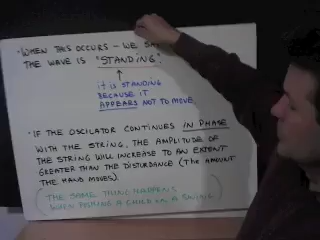 • WHEN THIS OCCURS - WE SAY
THE WAVE IS "STANDING".
it is STANDING
BECAUSE it
APPEARS NOT TO MOVE
• IF THE OSCILATOR CONTINUES IN PHASE
WITH THE STRING, THE AMPLITUDE OF
THE STRING WILL INCREASE TO AN EXTENT
GREATER THAN THE DISTURBANCE (THE AMOUNT
THE HAND MOVES).
(THE SAME THING HAPPENS
WHEN PUSHING A CHILD ON A SWING)